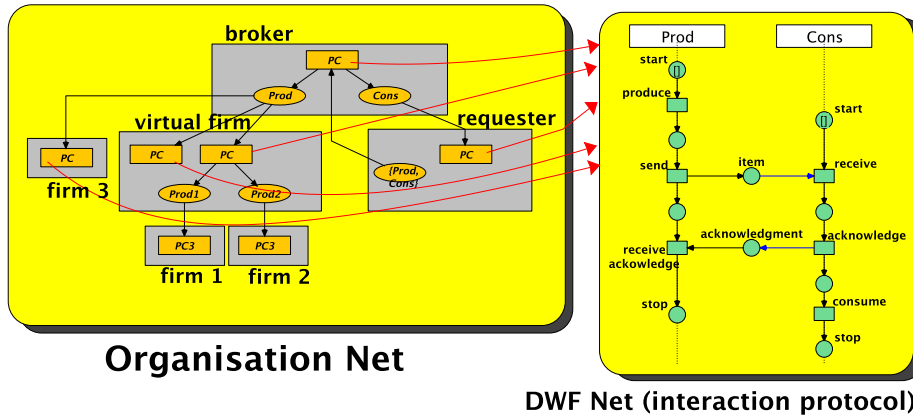 broker
PC
Prod
Cons
virtual firm
requester
PC
PC
PC
PC
{Prod,
Cons}
firm 3
Prod1
Prod2
PC3
PC3
firm 1
firm 2
Organisation Net
Prod
Cons
start
[]
produce
start
[]
send
item
receive
acknowledgment
acknowledge
receive
ackowledge
consume
stop
stop
DWF Net (interaction protocol)